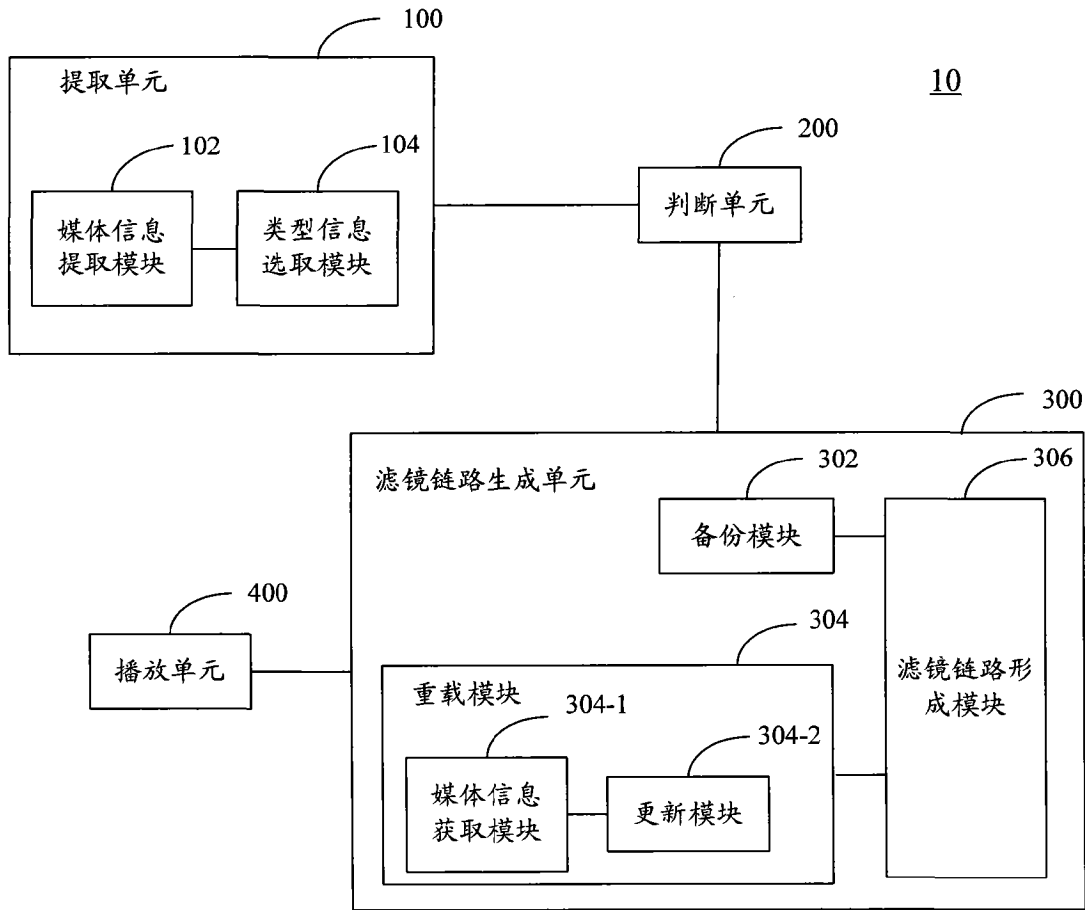 100
提取单元
10
102
104
200
媒体信息
提取模块
类型信息
选取模块
判断单元
300
滤镜链路生成单元
302
306
备份模块
400
播放单元
304
重载模块
滤镜链路形
成模块
304-1
304-2
媒体信息
获取模块
更新模块